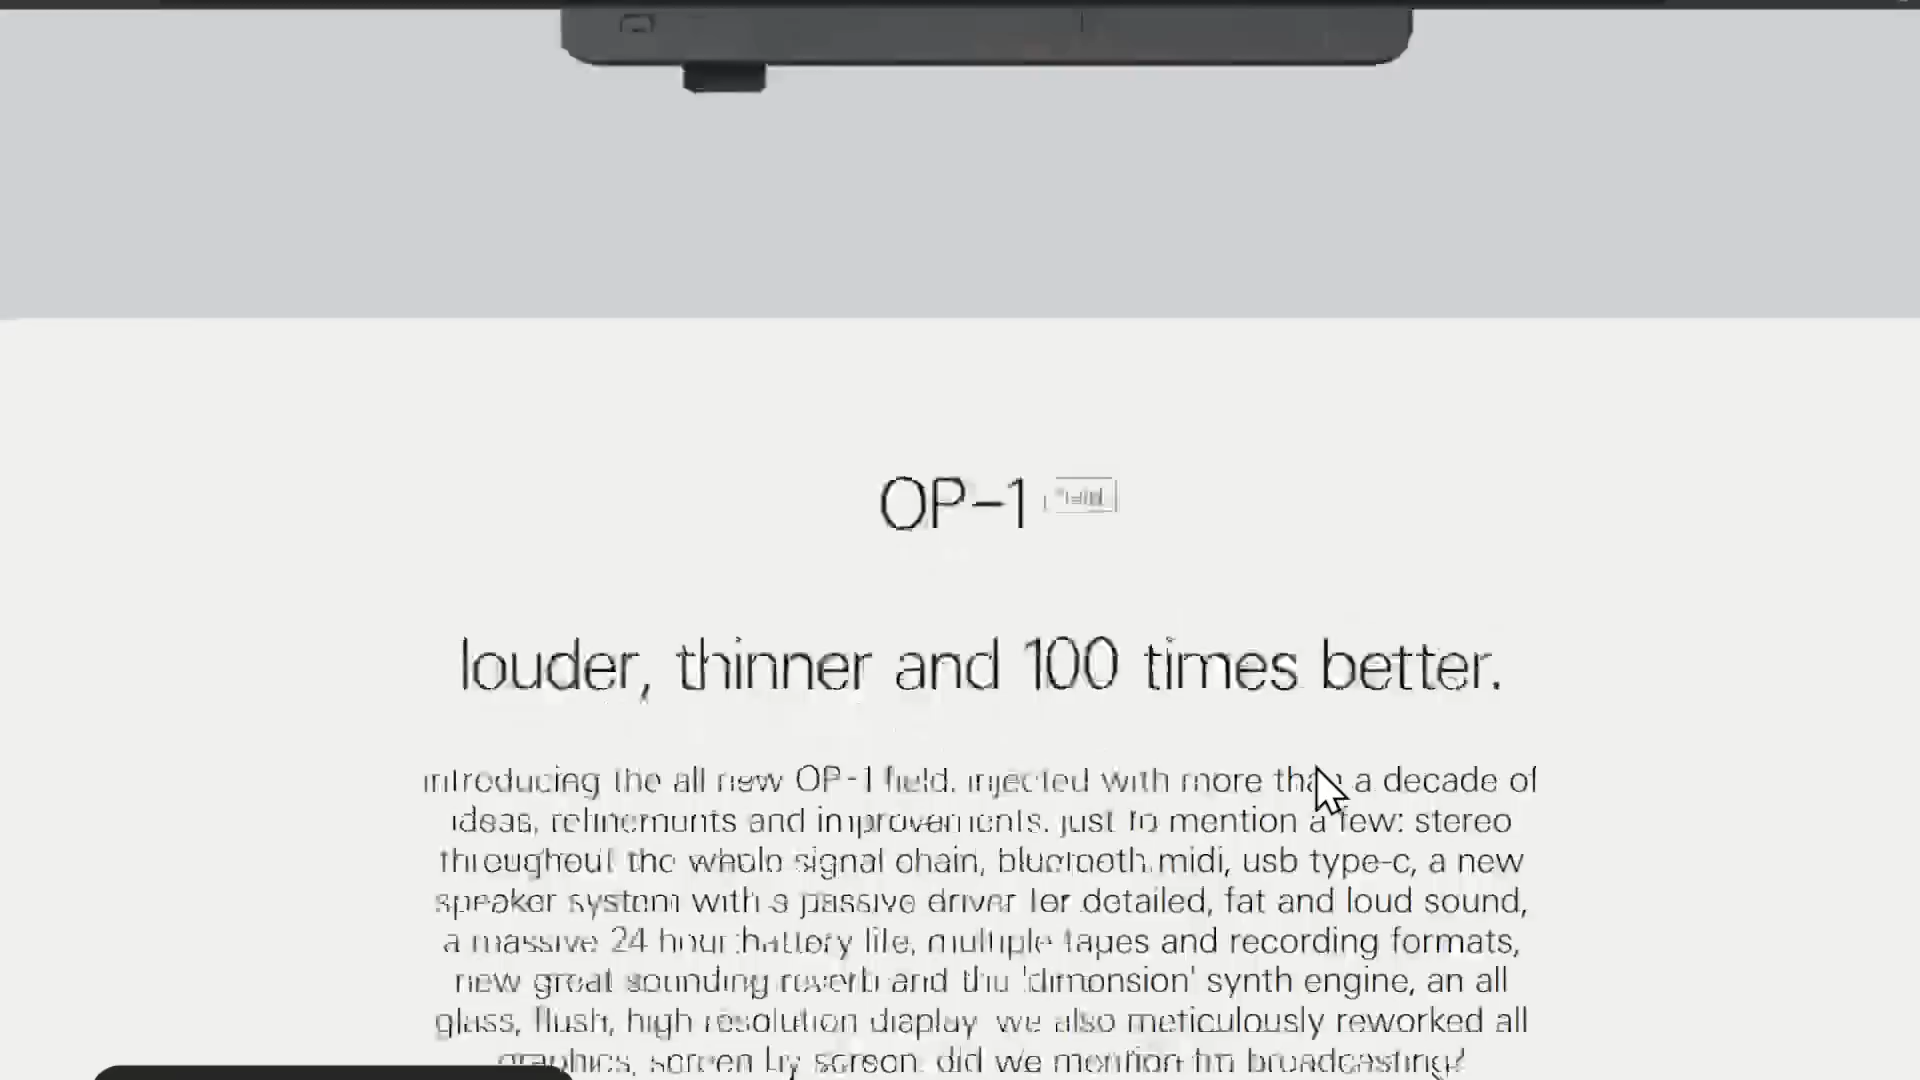 OP-1 field
louder, thinner and 100 times better.
introducing the all new OP-1 field. injected with more than a decade of
ideas, refinements and improvements. just to mention a few: stereo
throughout the whole signal chain, bluetooth midi, usb type-c, a new
speaker system with a passive driver for detailed, fat and loud sound,
a massive 24 hour battery life, multiple tapes and recording formats,
new great sounding reverb and the 'dimension' synth engine, an all
glass, flush, high resolution display. we also meticulously reworked all
graphics, screen by screen. did we mention fm broadcasting?